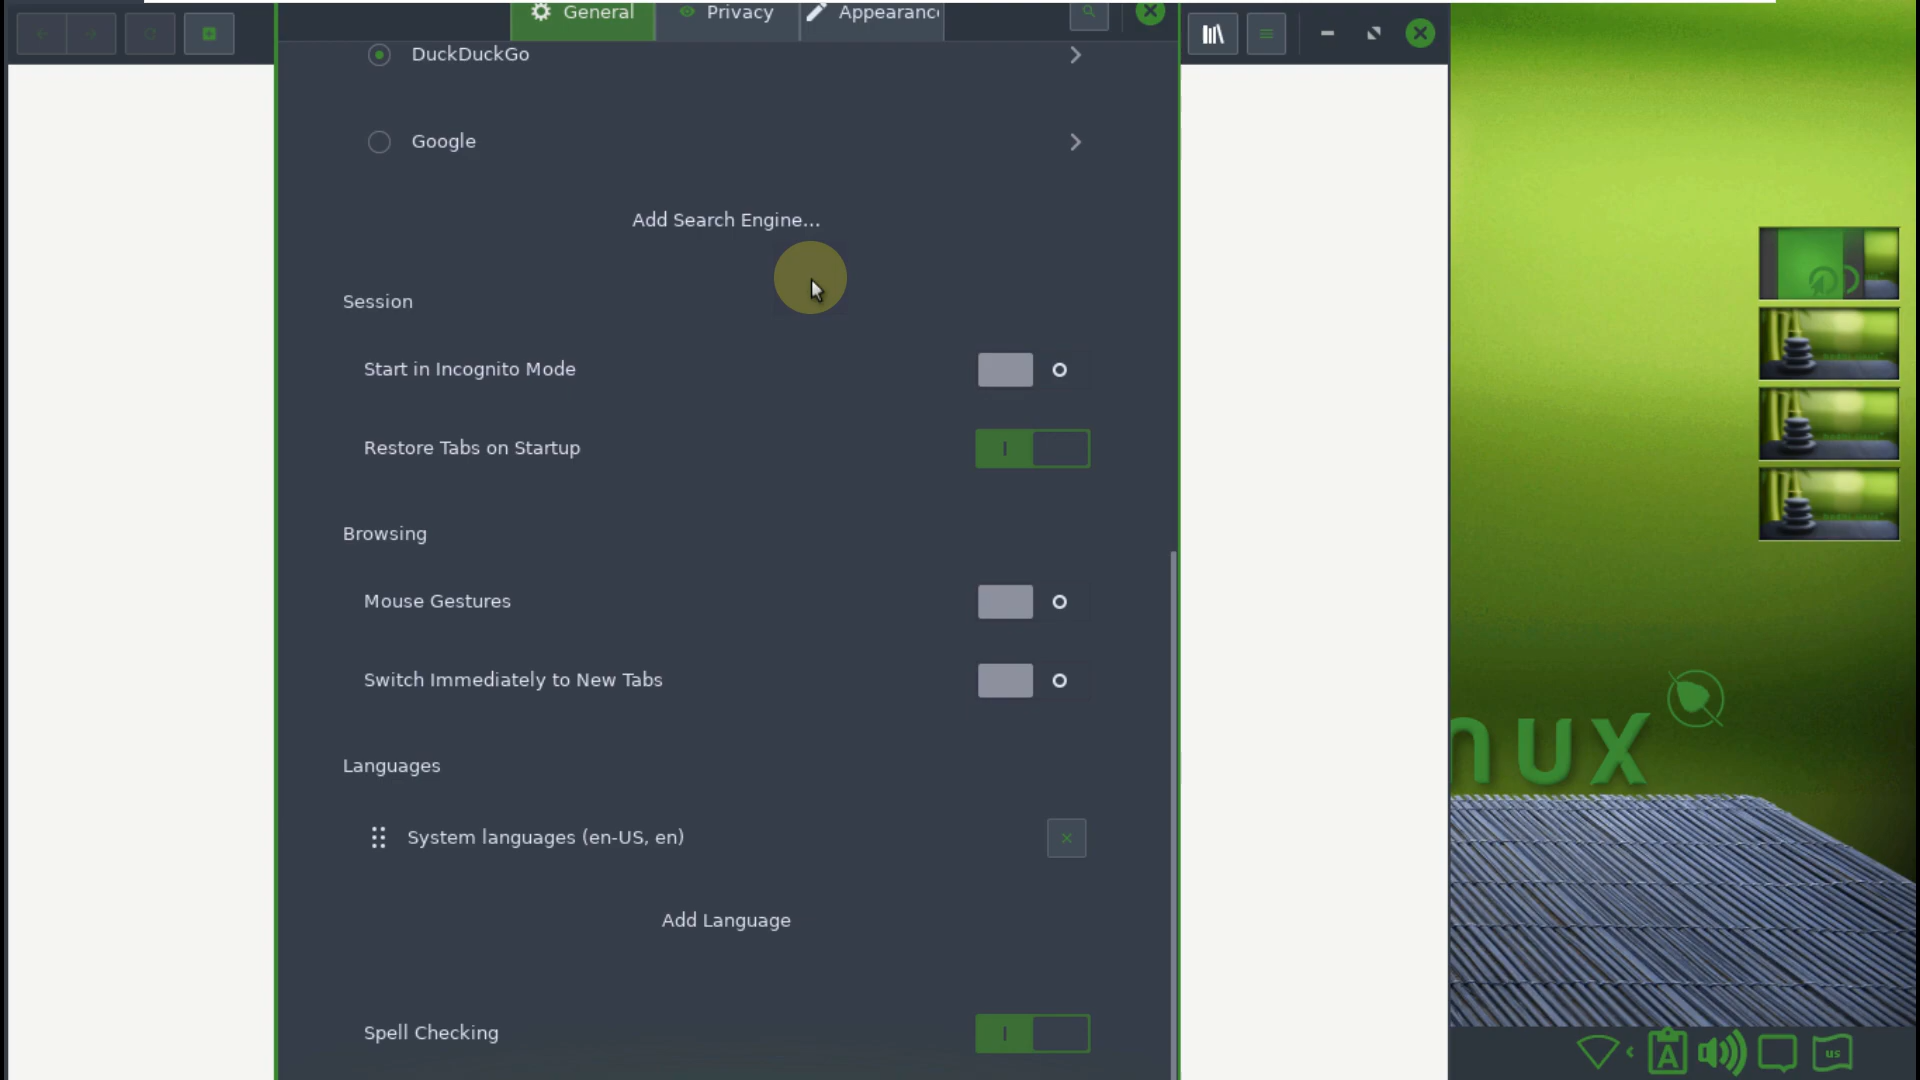 General
Privacy
Appearanc
DuckDuckGo
Google
Add Search Engine...
Session
Start in Incognito Mode
Restore Tabs on Startup
Browsing
Mouse Gestures
Switch Immediately to New Tabs
Languages
System languages (en-US, en)
Add Language
Spell Checking
nux
A
us